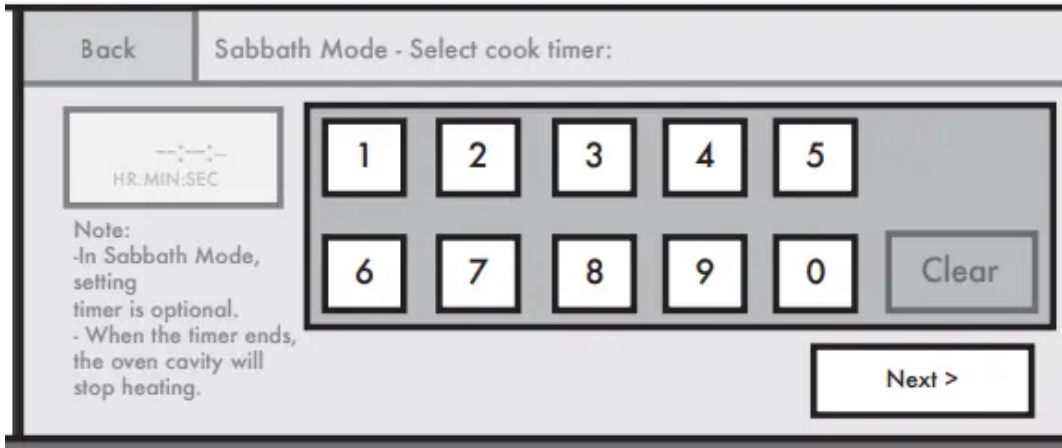 Back
Sabbath Mode - Select cook timer:
--:--:--
HR:MIN:SEC
1 2 3 4 5
6 7 8 9 0 Clear
Note:
-In Sabbath Mode,
setting
timer is optional.
- When the timer ends,
the oven cavity will
stop heating.
Next >